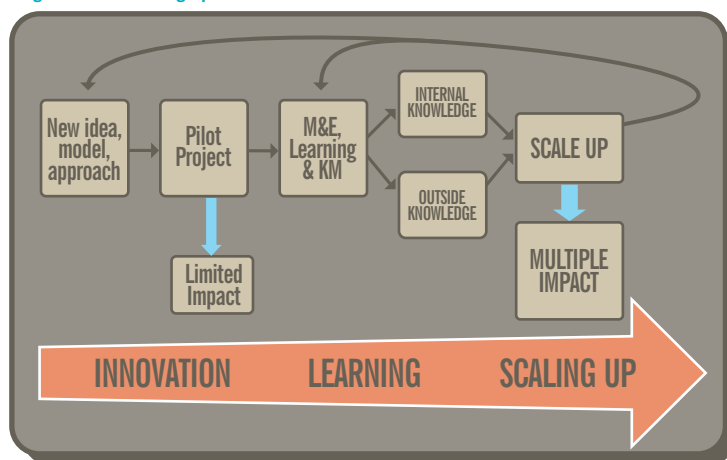 New idea,
model,
approach
Pilot
Project
M&E,
Learning
& KM
INTERNAL
KNOWLEDGE
OUTSIDE
KNOWLEDGE
SCALE UP
Limited
Impact
MULTIPLE
IMPACT
INNOVATION
LEARNING
SCALING UP